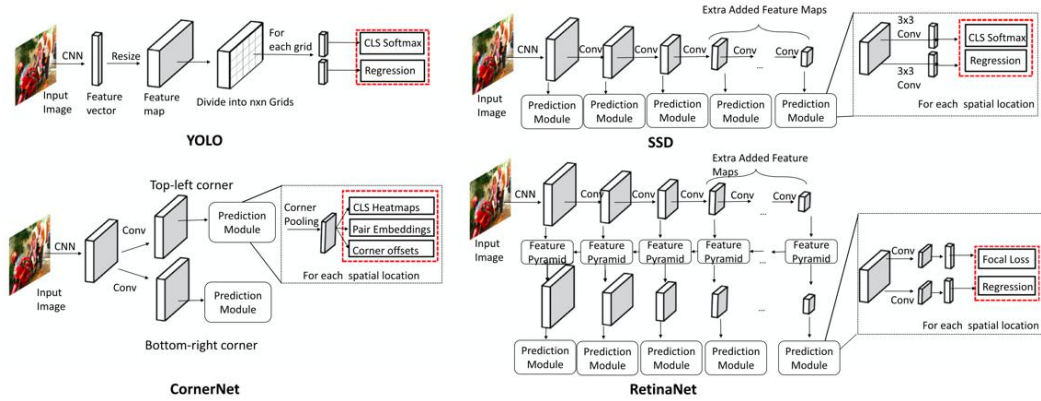 CNN
Resize
For
each grid
CLS Softmax
Regression
Input
Image
Feature
vector
Feature
map
Divide into nxn Grids
YOLO
Extra Added Feature Maps
CNN
Conv
Conv
Conv
Conv
Conv
...
Prediction
Module
Prediction
Module
Prediction
Module
Prediction
Module
Prediction
Module
Input
Image
3x3
Conv
3x3
Conv
CLS Softmax
Regression
For each spatial location
SSD
Top-left corner
CNN
Conv
Conv
Input
Image
Prediction
Module
Prediction
Module
Corner
Pooling
CLS Heatmaps
Pair Embeddings
Corner offsets
For each spatial location
Bottom-right corner
CornerNet
Extra Added Feature
Maps
CNN
Conv
Conv
Conv
Conv
Conv
...
Input
Image
Feature
Pyramid
Feature
Pyramid
Feature
Pyramid
Feature
Pyramid
...
Feature
Pyramid
...
Prediction
Module
Prediction
Module
Prediction
Module
Prediction
Module
Prediction
Module
Conv
Conv
Focal Loss
Regression
For each spatial location
RetinaNet